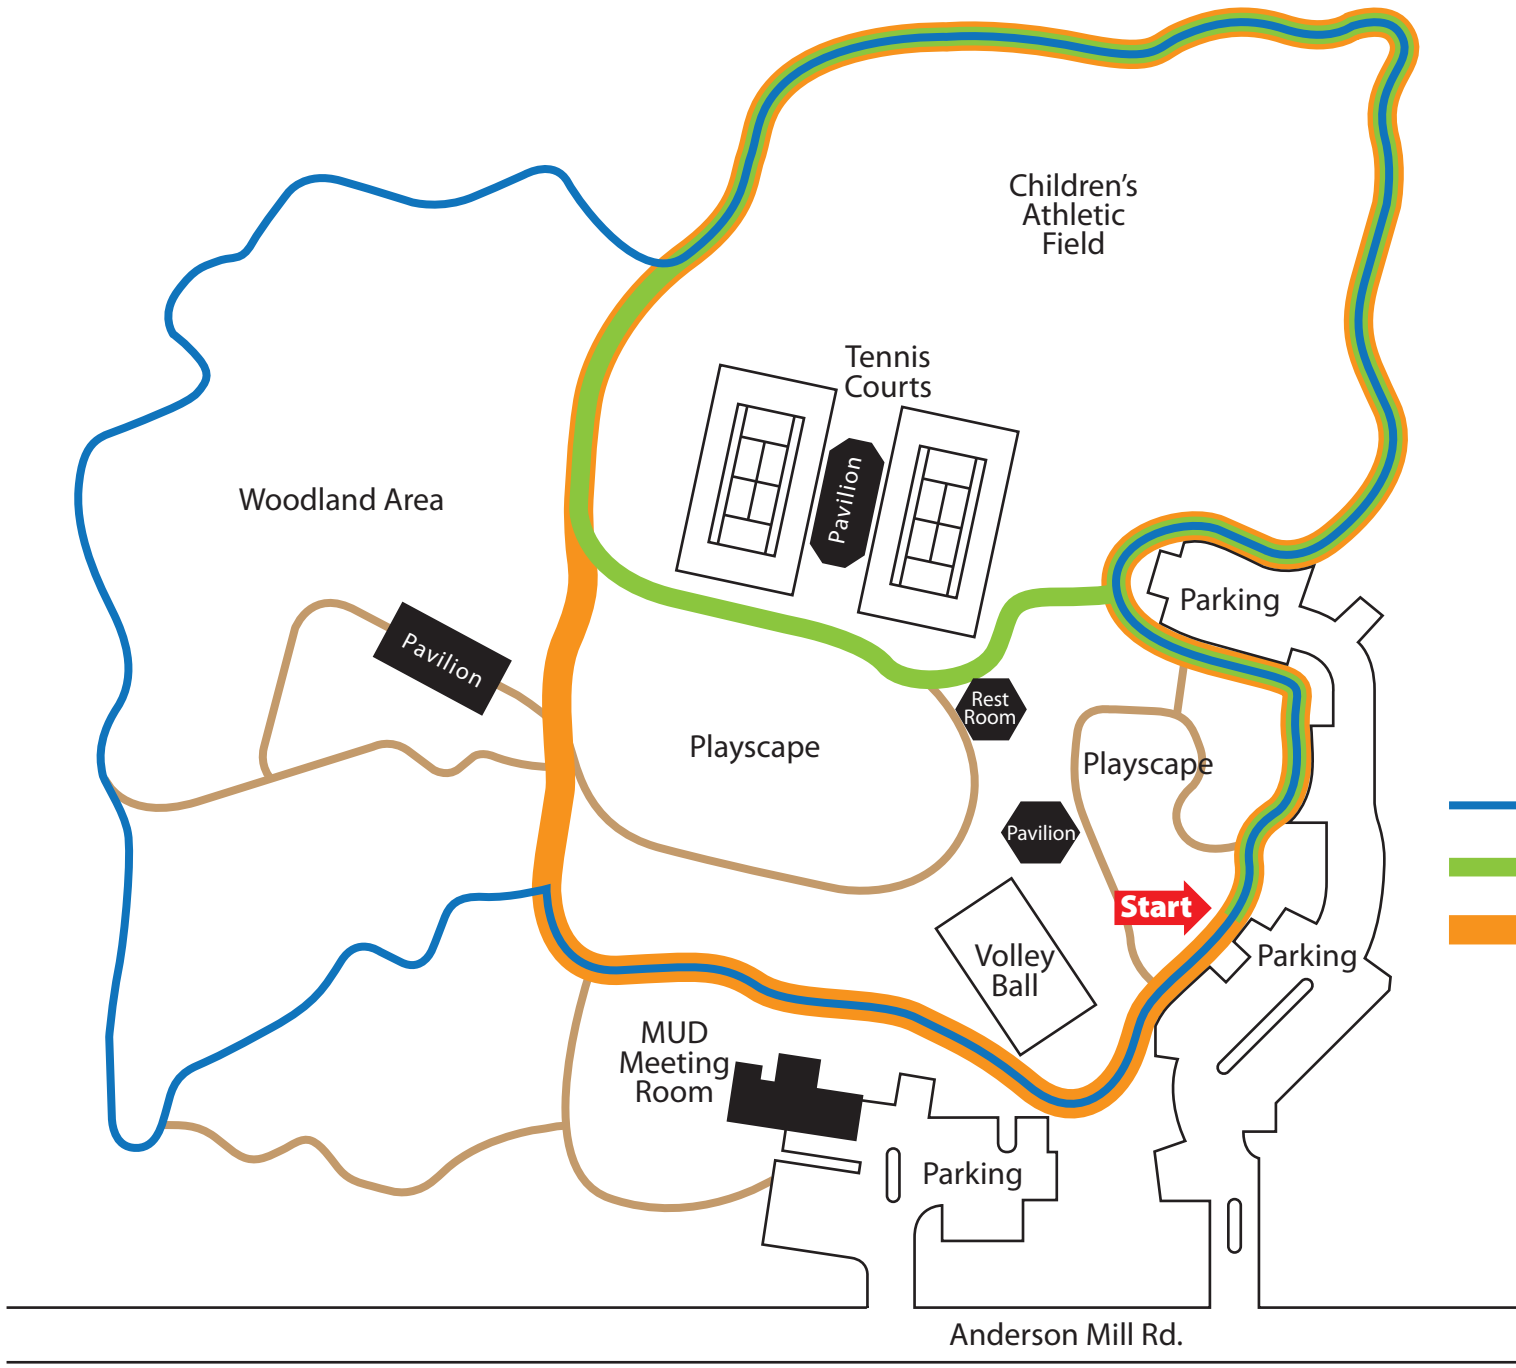 Children's
Athletic
Field
Tennis
Courts
Pavilion
Woodland Area
Parking
Pavilion
Rest
Room
Playscape
Playscape
Pavilion
Start
Volley
Ball
Parking
MUD
Meeting
Room
Parking
Anderson Mill Rd.